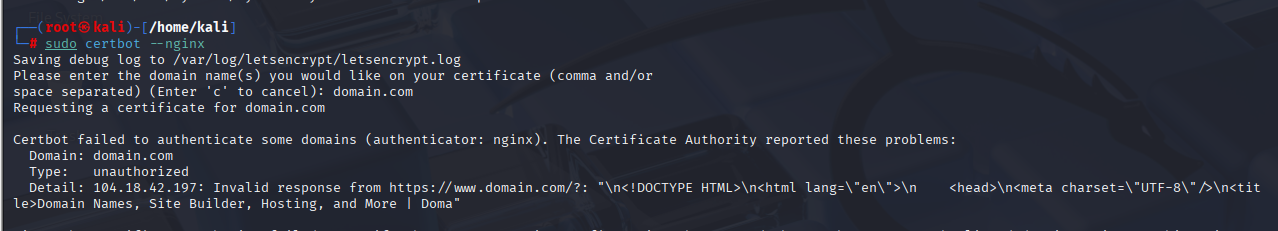 ┌──(root㉿kali)-[/home/kali]
└─# sudo certbot --nginx
Saving debug log to /var/log/letsencrypt/letsencrypt.log
Please enter the domain name(s) you would like on your certificate (comma and/or
space separated) (Enter 'c' to cancel): domain.com
Requesting a certificate for domain.com

Certbot failed to authenticate some domains (authenticator: nginx). The Certificate Authority reported these problems:
  Domain: domain.com
  Type:   unauthorized
  Detail: 104.18.42.197: Invalid response from https://www.domain.com/?: "\n<!DOCTYPE HTML>\n<html lang=\"en\">\n    <head>\n<meta charset=\"UTF-8\"/>\n<tit
le>Domain Names, Site Builder, Hosting, and More | Doma"